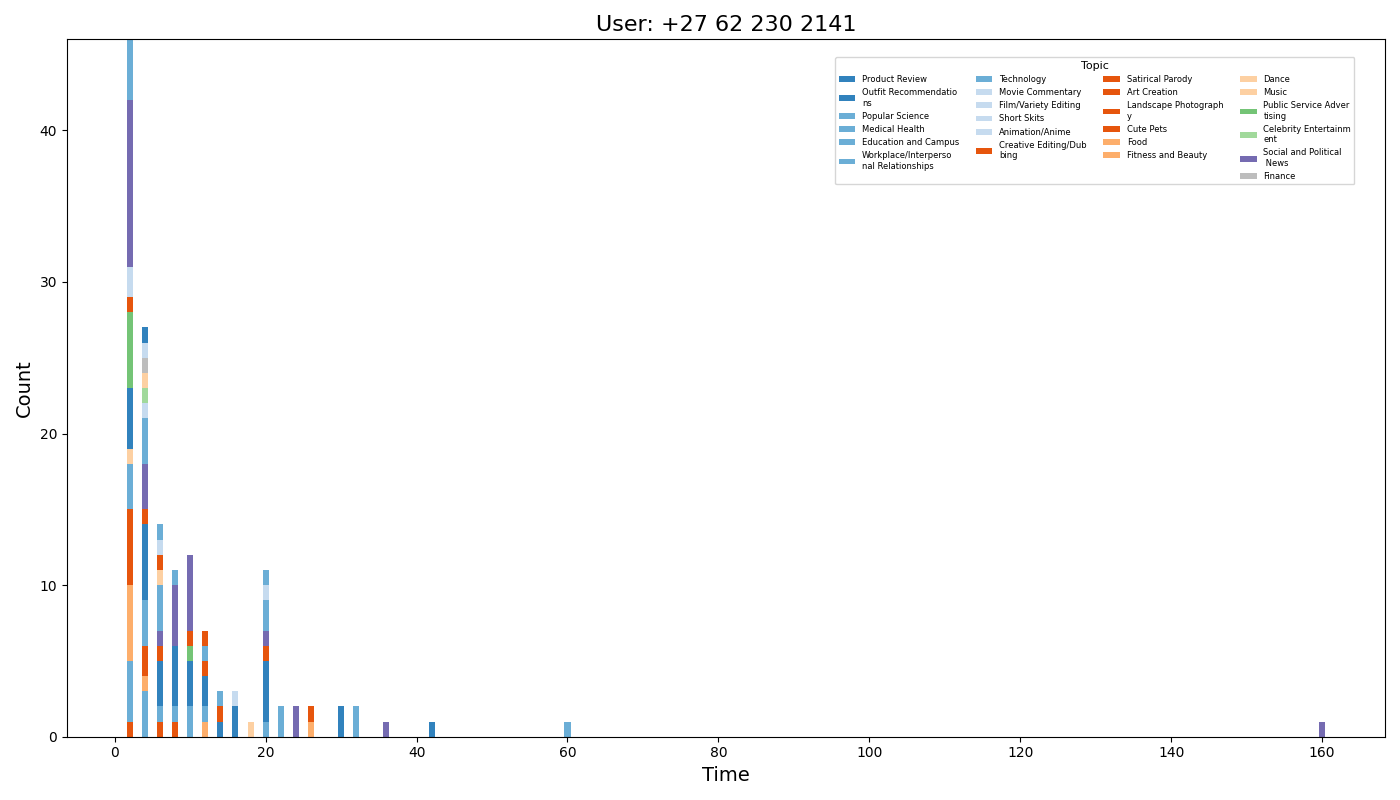 User: +27 62 230 2141
Topic
Product Review
Outfit Recommendatio
ns
Popular Science
Medical Health
Education and Campus
Workplace/Interperso
nal Relationships
Technology
Movie Commentary
Film/Variety Editing
Short Skits
Animation/Anime
Creative Editing/Dub
bing
Satirical Parody
Art Creation
Landscape Photograph
y
Cute Pets
Food
Fitness and Beauty
Dance
Music
Public Service Adver
tising
Celebrity Entertainm
ent
Social and Political
News
Finance
Count
40
30
20
10
0
0 20 40 60 80 100 120 140 160
Time